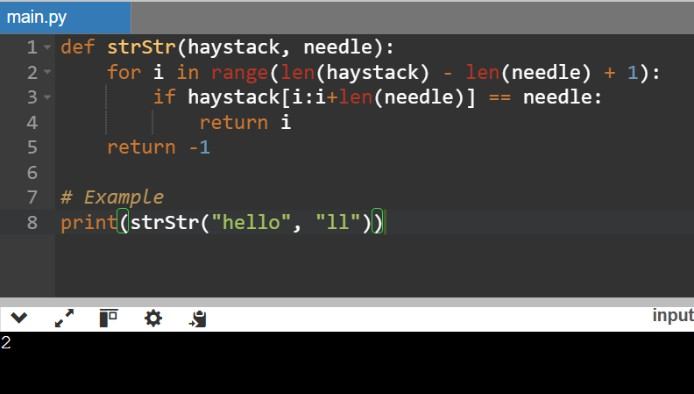 main.py
1 def strStr(haystack, needle):
2     for i in range(len(haystack) - len(needle) + 1):
3         if haystack[i:i+len(needle)] == needle:
4             return i
5     return -1
6
7 # Example
8 print(strStr("hello", "ll"))
input
2